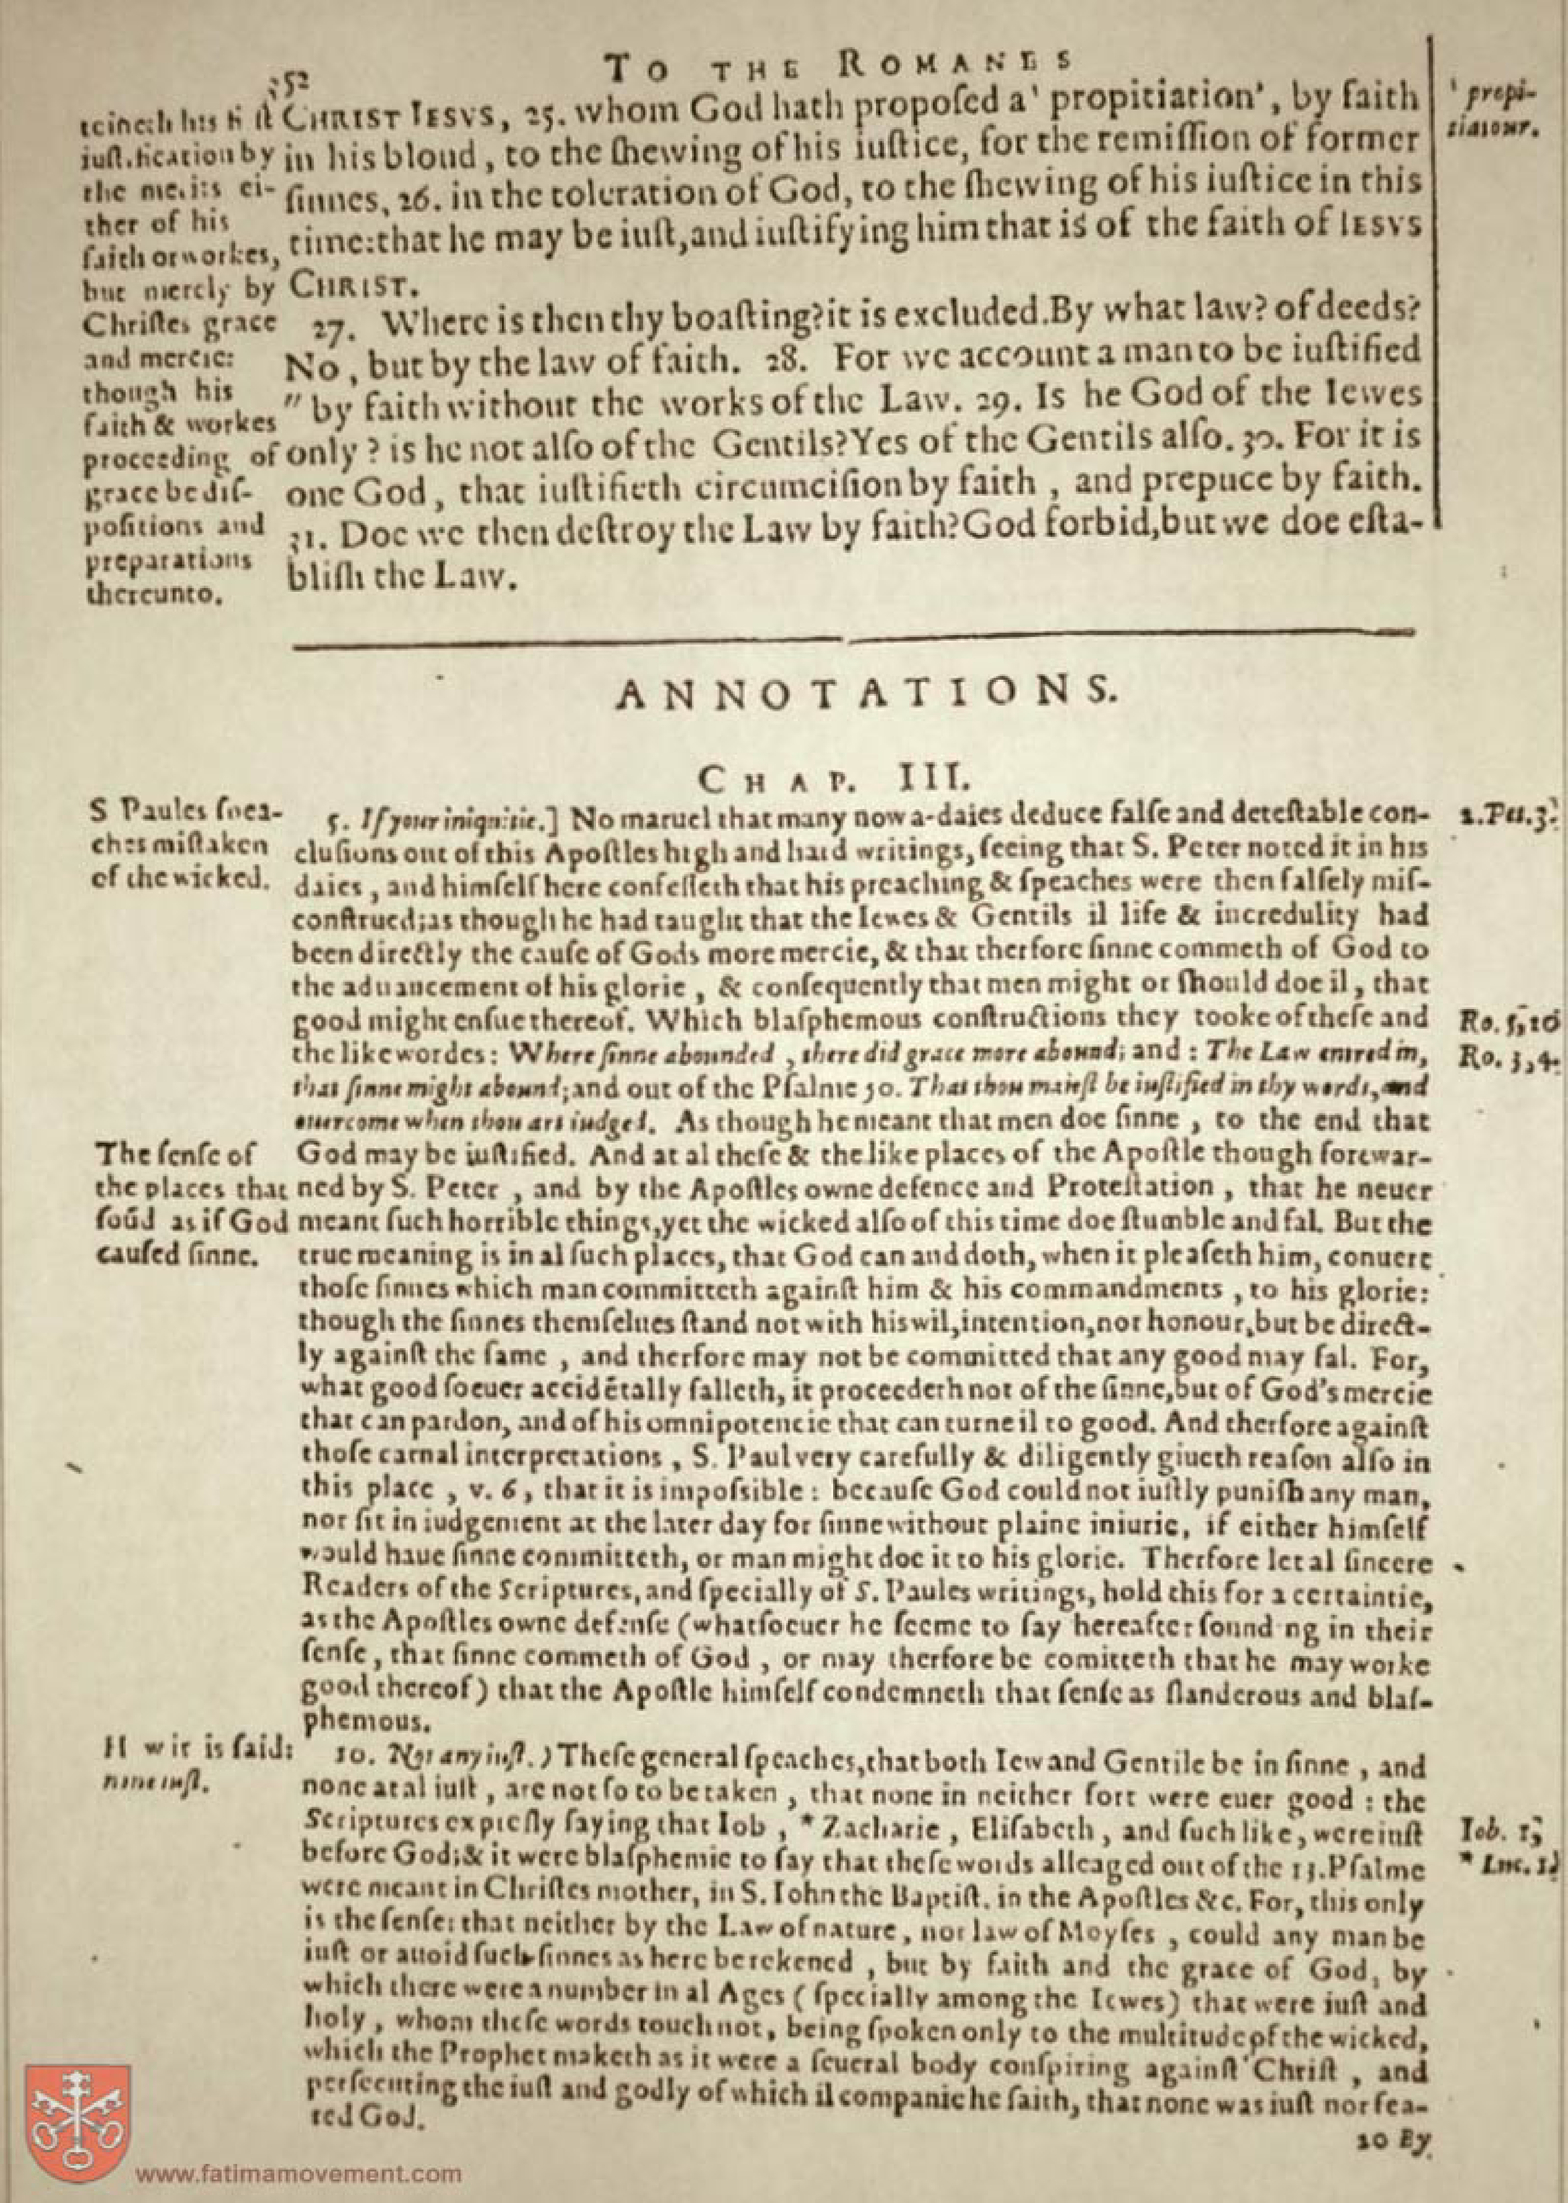 352
TO THE ROMANES
CHRIST IESVS, 25. whom God hath propoſed a' propitiation', by faith
in his bloud, to the ſhewing of his iuſtice, for the remiſſion of former
ſinnes, 26. in the toleration of God, to the ſhewing of his iuſtice in this
time: that he may be iuſt, and iuſtifying him that is of the faith of IESVS
CHRIST.
27. Where is then thy boaſting? it is excluded. By what law? of deeds?
No, but by the law of faith. 28. For we account a man to be iuſtified
" by faith without the works of the Law. 29. Is he God of the Iewes
only? is he not alſo of the Gentils? Yes of the Gentils alſo. 30. For it is
one God, that iuſtifieth circumciſion by faith, and prepuce by faith.
31. Doe we then deſtroy the Law by faith? God forbid, but we doe eſta-
bliſh the Law.
iuſtification by
the merits ei-
ther of his
faith or workes,
but merely by
Chriſtes grace
and mercie:
though his
faith & workes
proceeding of
grace be diſ-
poſitions and
preparations
thereunto.
' propi-
tiatour.
ANNOTATIONS.
CHAP. III.
5. If your iniquitie.] No maruel that many now a-daies deduce falſe and deteſtable con-
cluſions out of this Apoſtles high and hard writings, ſeeing that S. Peter noted it in his
daies, and himſelf here confeſſeth that his preaching & ſpeaches were then falſely miſ-
conſtrued; as though he had taught that the Iewes & Gentils il life & incredulity had
been directly the cauſe of Gods more mercie, & that therfore ſinne commeth of God to
the aduancement of his glorie, & conſequently that men might or ſhould doe il, that
good might enſue thereof. Which blaſphemous conſtructions they tooke of theſe and
the like wordes: Where ſinne abounded, there did grace more abound; and: The Law entred in,
that ſinne might abound; and out of the Pſalme 50. That thou maieſt be iuſtified in thy words, and
ouercome when thou art iudged. As though he meant that men doe ſinne, to the end that
God may be iuſtified. And at al theſe & the like places of the Apoſtle though forewar-
ned by S. Peter, and by the Apoſtles owne defence and Proteſtation, that he neuer
meant ſuch horrible things, yet the wicked alſo of this time doe ſtumble and fal. But the
true meaning is in al ſuch places, that God can and doth, when it pleaſeth him, conuert
thoſe ſinnes which man committeth againſt him & his commandments, to his glorie:
though the ſinnes themſelues ſtand not with his wil, intention, nor honour, but be direct-
ly againſt the ſame, and therfore may not be committed that any good may fal. For,
what good ſoeuer accidētally falleth, it proceederh not of the ſinne, but of God's mercie
that can pardon, and of his omnipotencie that can turne il to good. And therfore againſt
thoſe carnal interpretations, S. Paul very carefully & diligently giueth reaſon alſo in
this place, v. 6, that it is impoſsible: becauſe God could not iuſtly puniſh any man,
nor ſit in iudgement at the later day for ſinne without plaine iniurie, if either himſelf
would haue ſinne committeth, or man might doe it to his glorie. Therfore let al ſincere
Readers of the Scriptures, and ſpecially of S. Paules writings, hold this for a certaintie,
as the Apoſtles owne defenſe (whatſoeuer he ſeeme to ſay hereafter ſounding in their
ſenſe, that ſinne commeth of God, or may therfore be comitteth that he may worke
good thereof) that the Apoſtle himſelf condemneth that ſenſe as ſlanderous and blaſ-
phemous.
10. Not any iuſt.) Theſe general ſpeaches, that both Iew and Gentile be in ſinne, and
none at al iuſt, are not ſo to be taken, that none in neither ſort were euer good: the
Scriptures expreſly ſaying that Iob, * Zacharie, Eliſabeth, and ſuch like, were iuſt
before God; & it were blaſphemie to ſay that theſe words alleaged out of the 13. Pſalme
were meant in Chriſtes mother, in S. Iohn the Baptiſt, in the Apoſtles &c. For, this only
is the ſenſe: that neither by the Law of nature, nor law of Moyſes, could any man be
iuſt or auoid ſuch ſinnes as here be rekened, but by faith and the grace of God, by
which there were a number in al Ages (ſpecially among the Iewes) that were iuſt and
holy, whom theſe words touch not, being ſpoken only to the multitude of the wicked,
which the Prophet maketh as it were a ſeueral body conſpiring againſt Chriſt, and
perſecuting the iuſt and godly of which il companie he ſaith, that none was iuſt nor fea-
red God.
20 By
S Paules ſpea-
ches miſtaken
of the wicked.
The ſenſe of
the places that
ſoūd as if God
cauſed ſinne.
How it is ſaid:
none iuſt.
2. Pet. 3.
Ro. 5, 20
Ro. 3, 4.
Iob. 1,
* Luc. 1.
www.fatimamovement.com